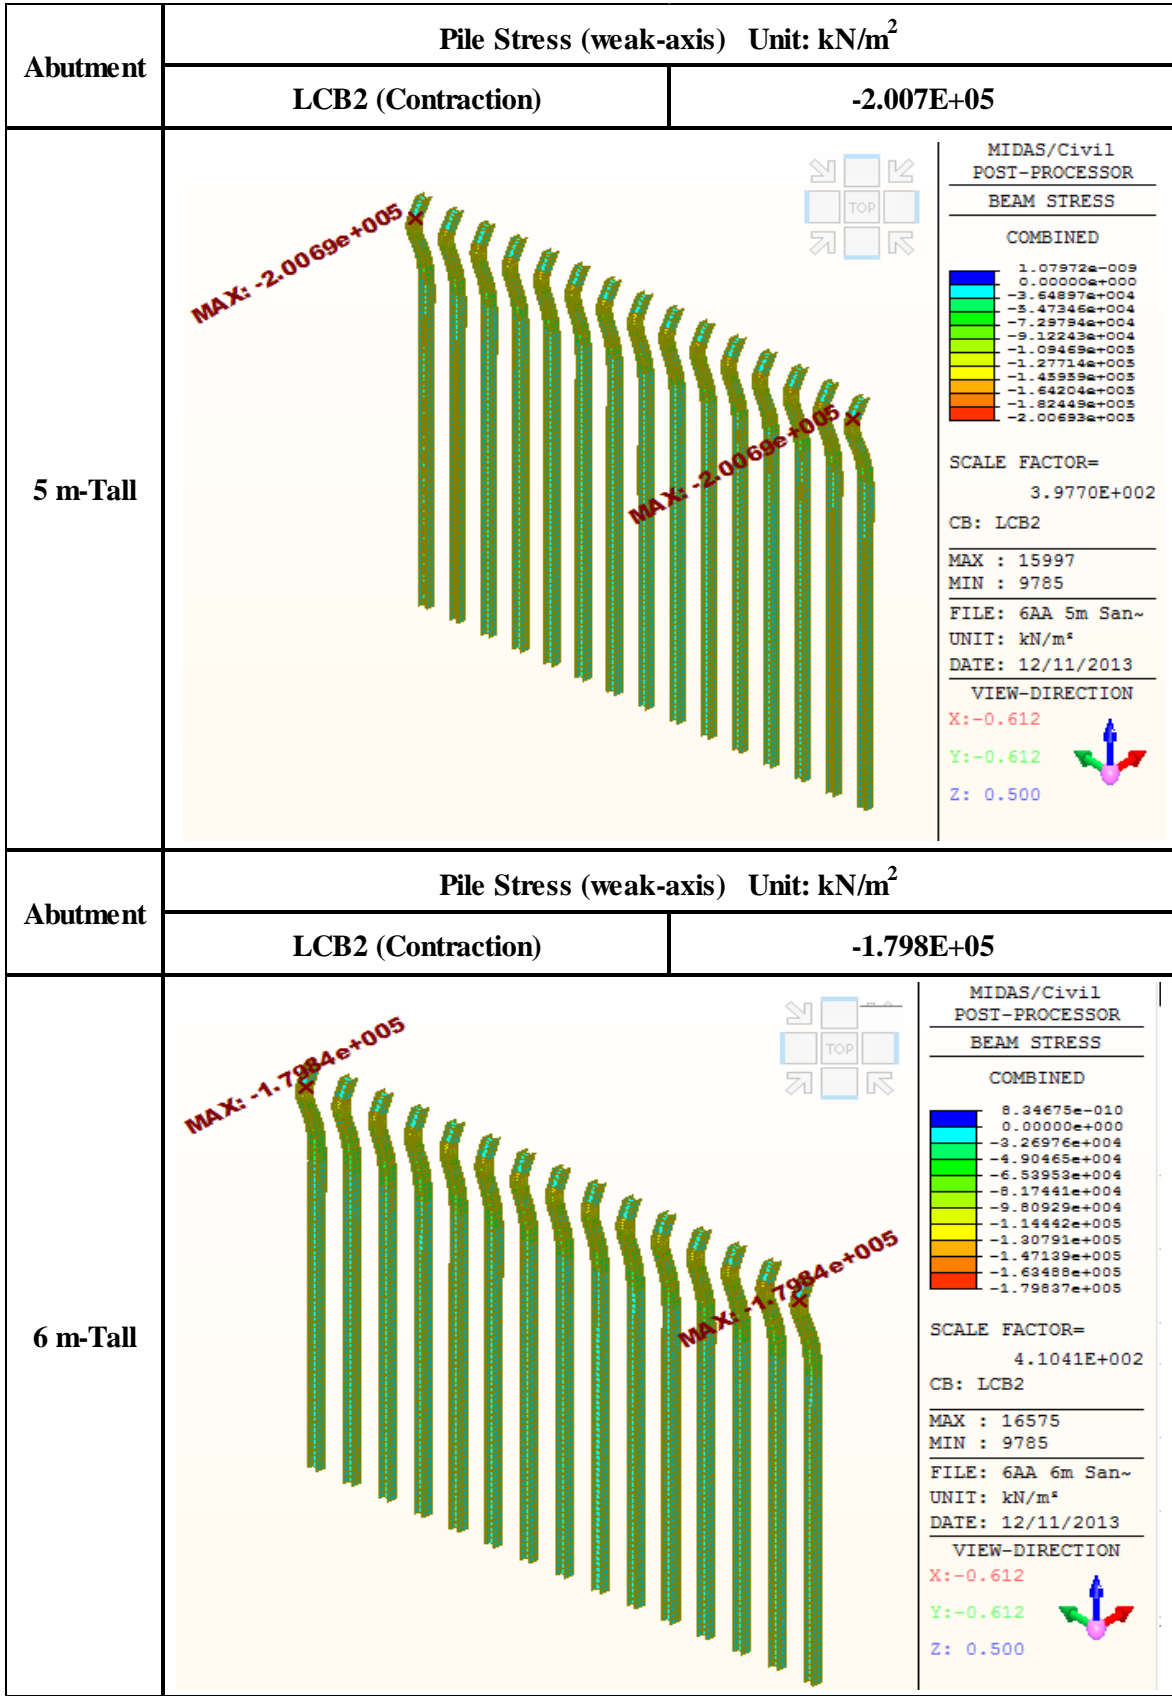 Abutment
Pile Stress (weak-axis) Unit: kN/m²
LCB2 (Contraction)
-2.007E+05
5 m-Tall
MAX: -2.0069e+005
MAX: -2.0069e+005
TOP
MIDAS/Civil
POST-PROCESSOR
BEAM STRESS
COMBINED
1.07972e-009
0.00000e+000
-3.64897e+004
-5.47346e+004
-7.29794e+004
-9.12243e+004
-1.09469e+005
-1.27714e+005
-1.45959e+005
-1.64204e+005
-1.82449e+005
-2.00693e+005
SCALE FACTOR=
3.9770E+002
CB: LCB2
MAX : 15997
MIN : 9785
FILE: 6AA 5m San~
UNIT: kN/m²
DATE: 12/11/2013
VIEW-DIRECTION
X:-0.612
Y:-0.612
Z: 0.500
Abutment
Pile Stress (weak-axis) Unit: kN/m²
LCB2 (Contraction)
-1.798E+05
6 m-Tall
MAX: -1.7984e+005
MAX: -1.7984e+005
TOP
MIDAS/Civil
POST-PROCESSOR
BEAM STRESS
COMBINED
8.34675e-010
0.00000e+000
-3.26976e+004
-4.90465e+004
-6.53953e+004
-8.17441e+004
-9.80929e+004
-1.14442e+005
-1.30791e+005
-1.47139e+005
-1.63488e+005
-1.79837e+005
SCALE FACTOR=
4.1041E+002
CB: LCB2
MAX : 16575
MIN : 9785
FILE: 6AA 6m San~
UNIT: kN/m²
DATE: 12/11/2013
VIEW-DIRECTION
X:-0.612
Y:-0.612
Z: 0.500